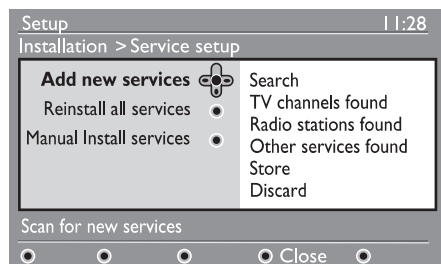 Setup 11:28
Installation > Service setup
Add new services
Reinstall all services
Manual Install services
Search
TV channels found
Radio stations found
Other services found
Store
Discard
Scan for new services
Close